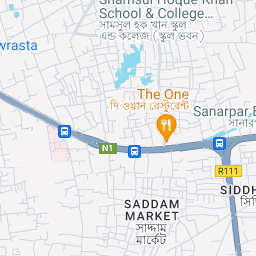 Shamsul Hoque Khan
School & College...
সামসুল হক খান স্কুল
এন্ড কলেজ (স্কুল ভবন)
wrasta
The One
দি ওয়ান রেস্টুরেন্ট
Sanarpar B
সানারপ
N1
R111
SIDDH
সিদ্ধি
SADDAM
MARKET
সাদ্দাম
মার্কেট